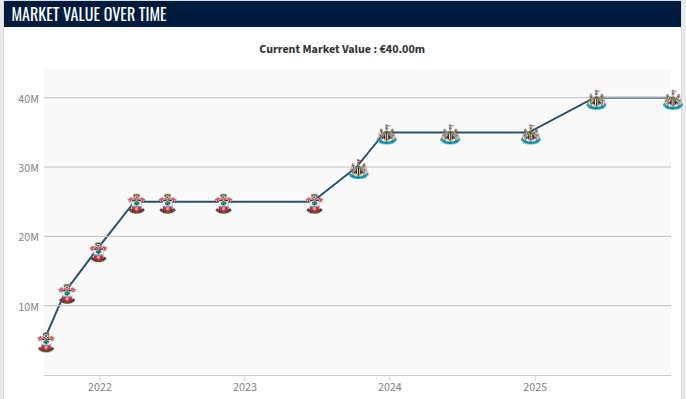 MARKET VALUE OVER TIME
Current Market Value : €40.00m
40M
30M
20M
10M
2022 2023 2024 2025